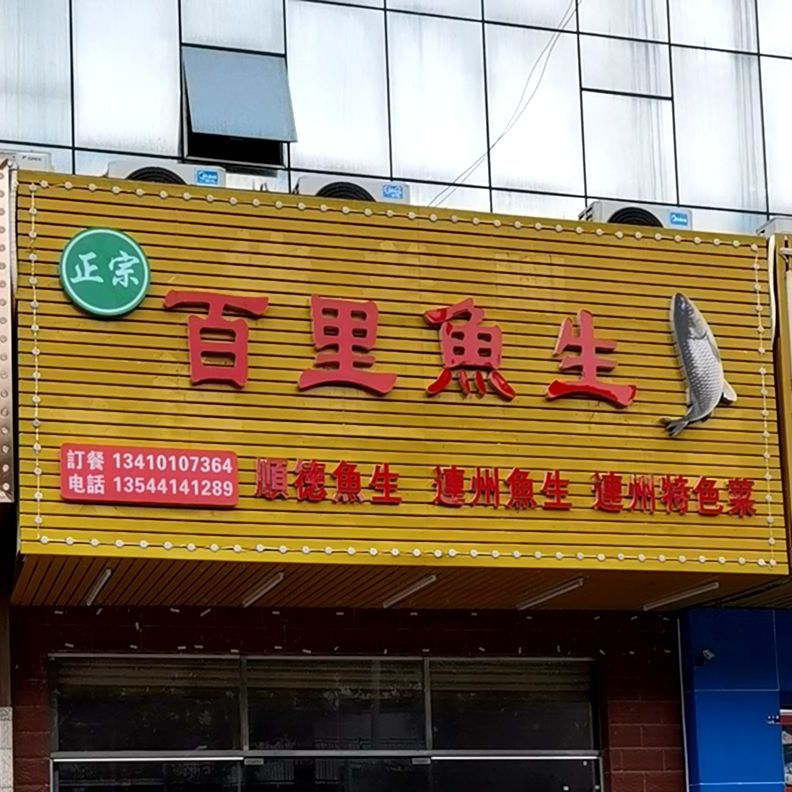 正宗
百里魚生
訂餐 13410107364
电話 13544141289
順德魚生 連州魚生 連州特色菜